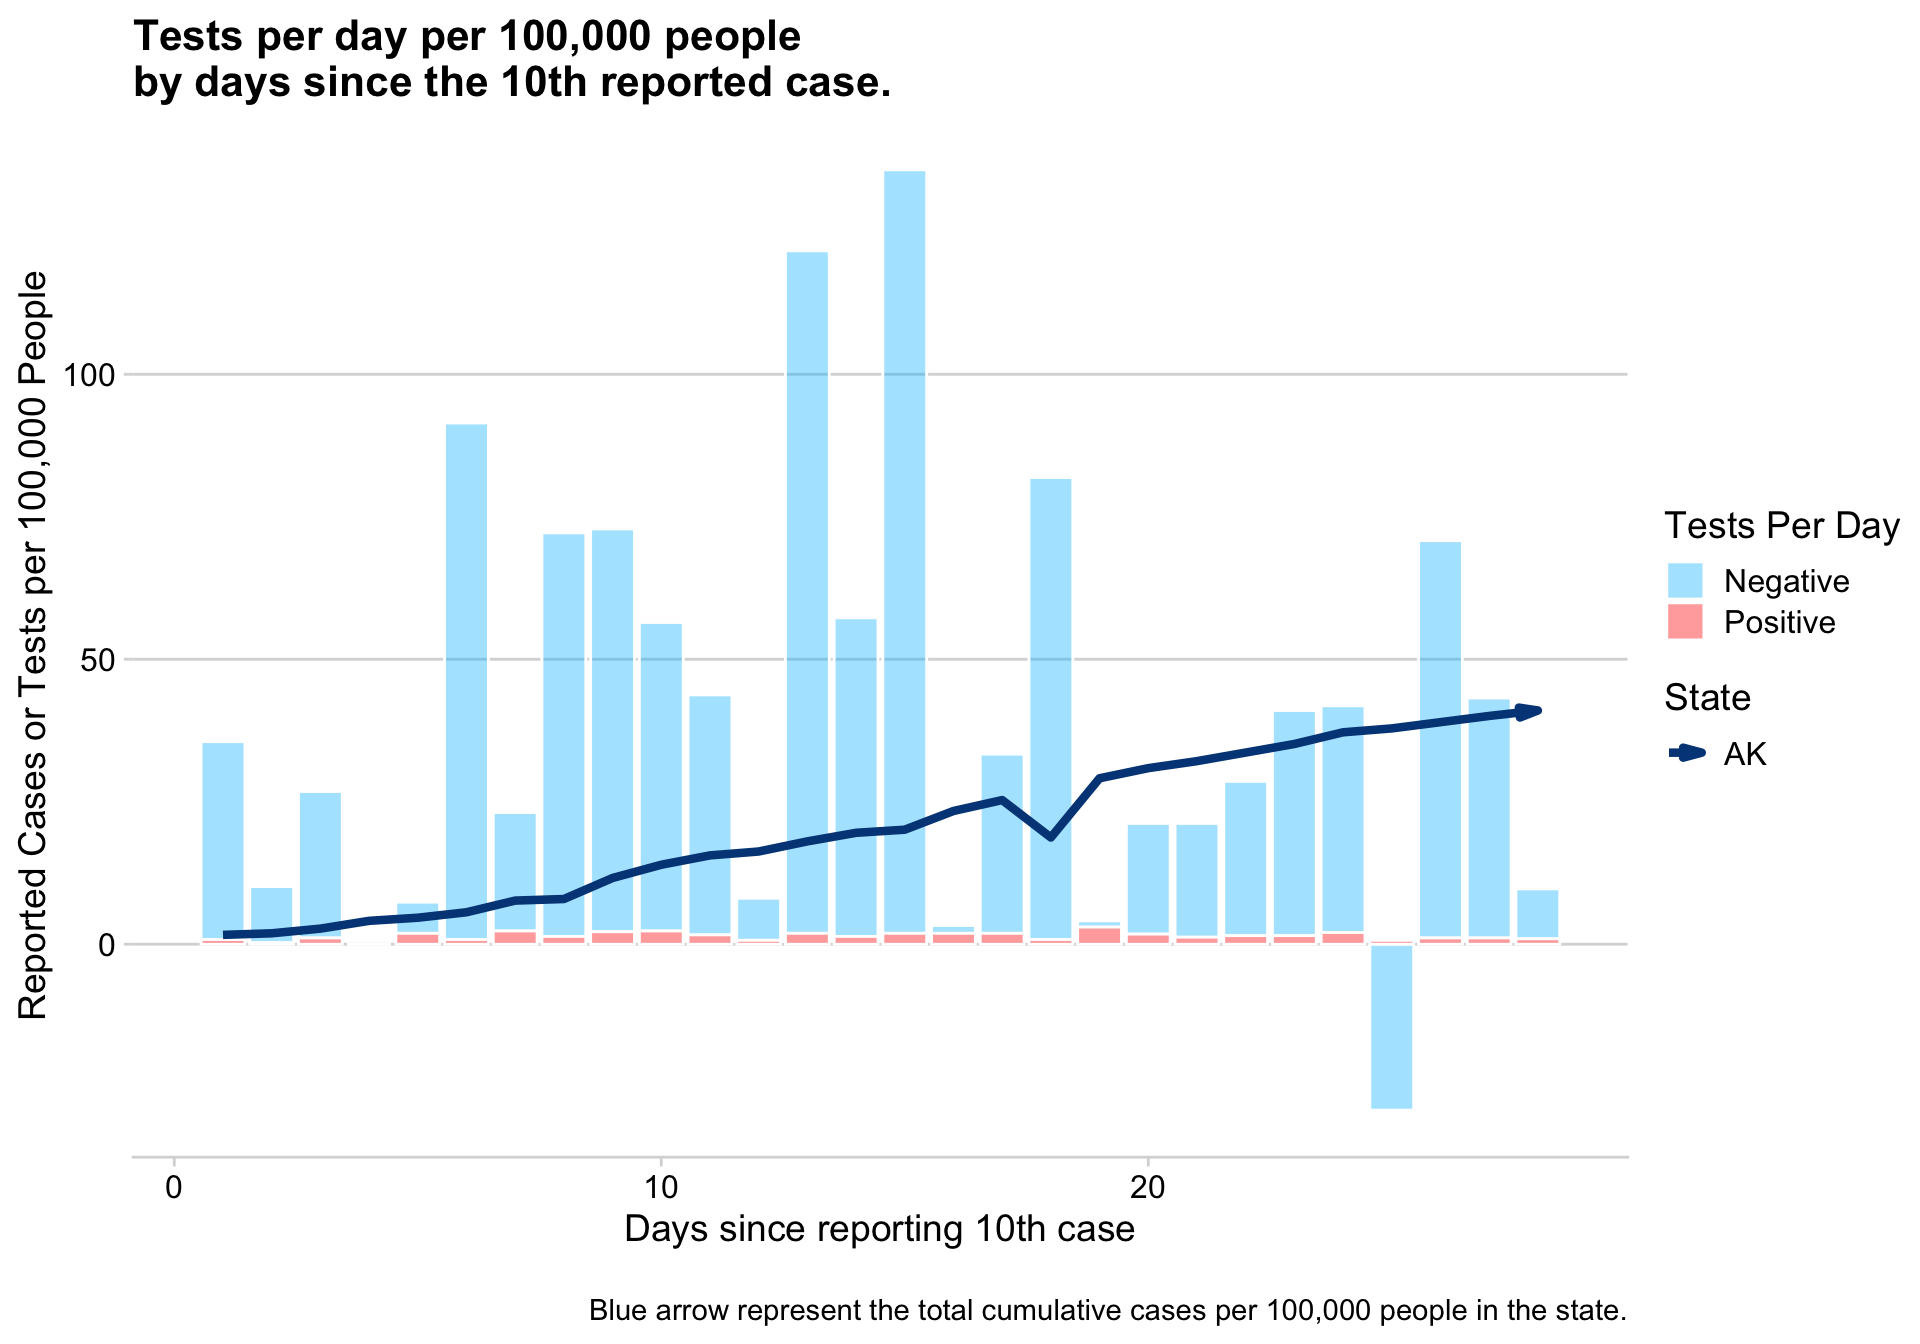 Tests per day per 100,000 people
by days since the 10th reported case.
Reported Cases or Tests per 100,000 People
100
50
0
0
10
20
Days since reporting 10th case
Tests Per Day
Negative
Positive
State
AK
Blue arrow represent the total cumulative cases per 100,000 people in the state.